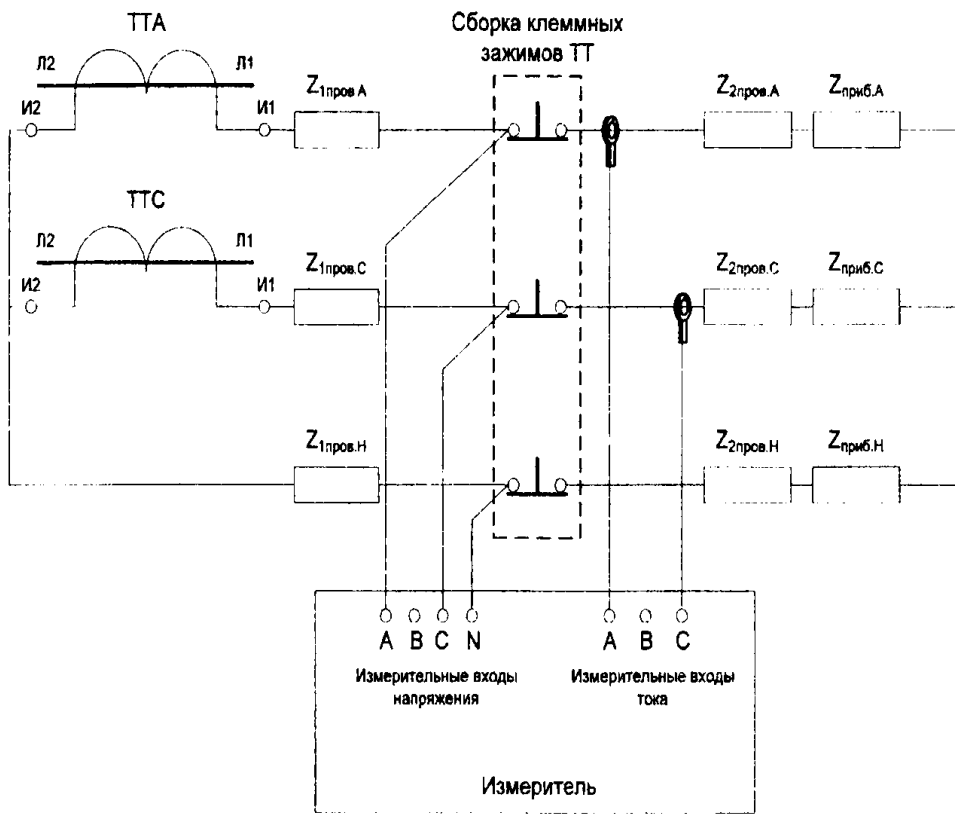 ТТА
Сборка клеммных
зажимов ТТ
Л2
Л1
Z1пров.А
Z2пров.А
Zприб.А
И2
И1
ТТС
Л2
Л1
Z1пров.С
Z2пров.С
Zприб.С
И2
И1
Z1пров.Н
Z2пров.Н
Zприб.Н
А В С N
А В С
Измерительные входы
напряжения
Измерительные входы
тока
Измеритель